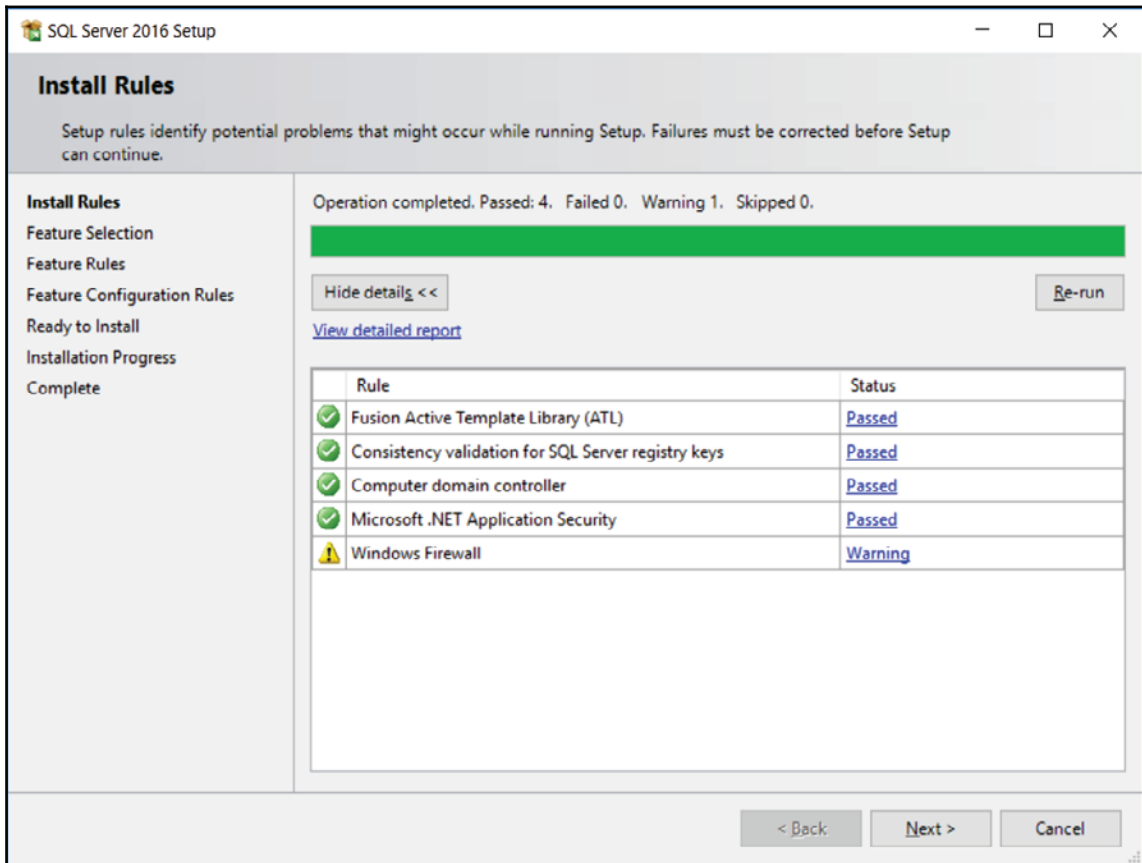 SQL Server 2016 Setup
Install Rules
Setup rules identify potential problems that might occur while running Setup. Failures must be corrected before Setup
can continue.
Install Rules
Feature Selection
Feature Rules
Feature Configuration Rules
Ready to Install
Installation Progress
Complete
Operation completed. Passed: 4.   Failed 0.   Warning 1.   Skipped 0.
Hide details <<
Re-run
View detailed report
Rule Status
Fusion Active Template Library (ATL) Passed
Consistency validation for SQL Server registry keys Passed
Computer domain controller Passed
Microsoft .NET Application Security Passed
Windows Firewall Warning
< Back Next > Cancel